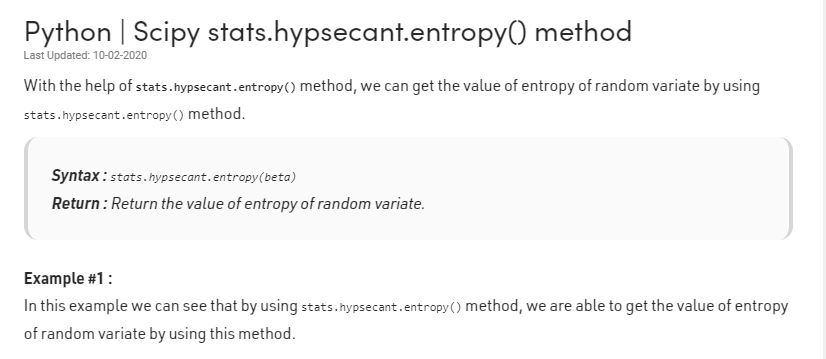 Python | Scipy stats.hypsecant.entropy() method
Last Updated: 10-02-2020
With the help of stats.hypsecant.entropy() method, we can get the value of entropy of random variate by using
stats.hypsecant.entropy() method.
Syntax : stats.hypsecant.entropy(beta)
Return : Return the value of entropy of random variate.
Example #1 :
In this example we can see that by using stats.hypsecant.entropy() method, we are able to get the value of entropy
of random variate by using this method.